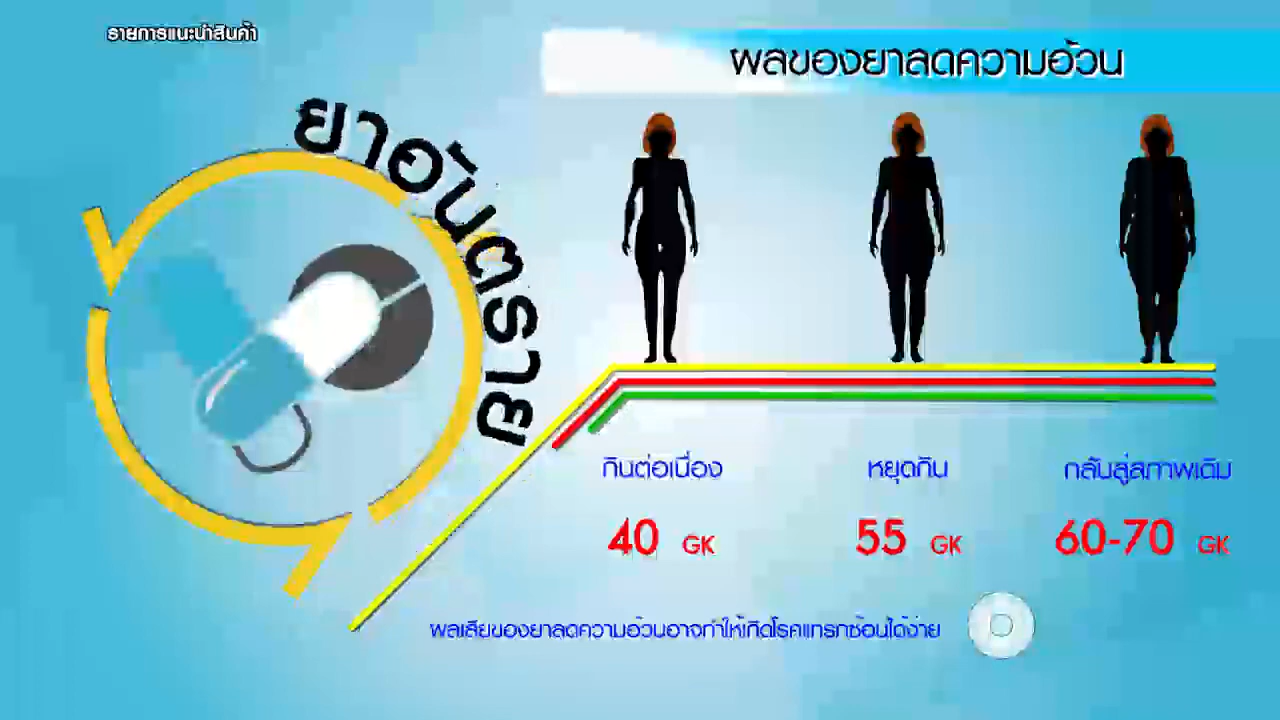 รายการแนะนำสินค้า
ผลของยาลดความอ้วน
ยาอันตราย
กินต่อเนื่อง
หยุดกิน
กลับสู่สภาพเดิม
40 GK
55 GK
60-70 GK
ผลเสียของยาลดความอ้วนอาจทำให้เกิดโรคแทรกซ้อนได้ง่าย